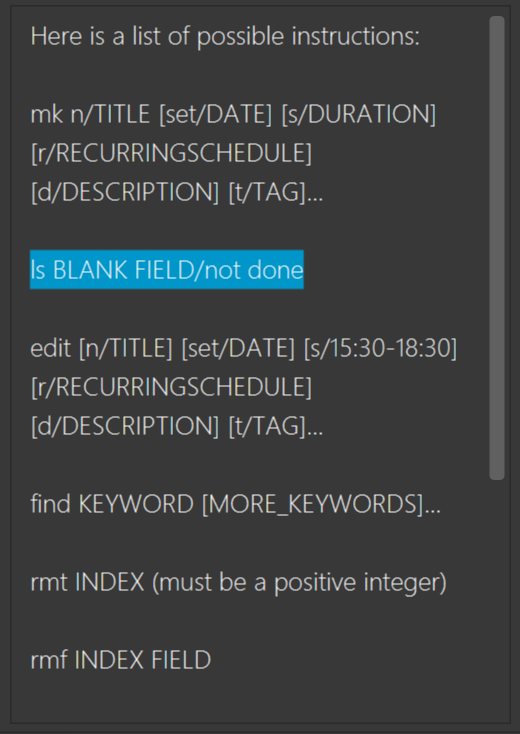 Here is a list of possible instructions:
mk n/TITLE [set/DATE] [s/DURATION]
[r/RECURRINGSCHEDULE]
[d/DESCRIPTION] [t/TAG]...
ls BLANK FIELD/not done
edit [n/TITLE] [set/DATE] [s/15:30-18:30]
[r/RECURRINGSCHEDULE]
[d/DESCRIPTION] [t/TAG]...
find KEYWORD [MORE_KEYWORDS]...
rmt INDEX (must be a positive integer)
rmf INDEX FIELD